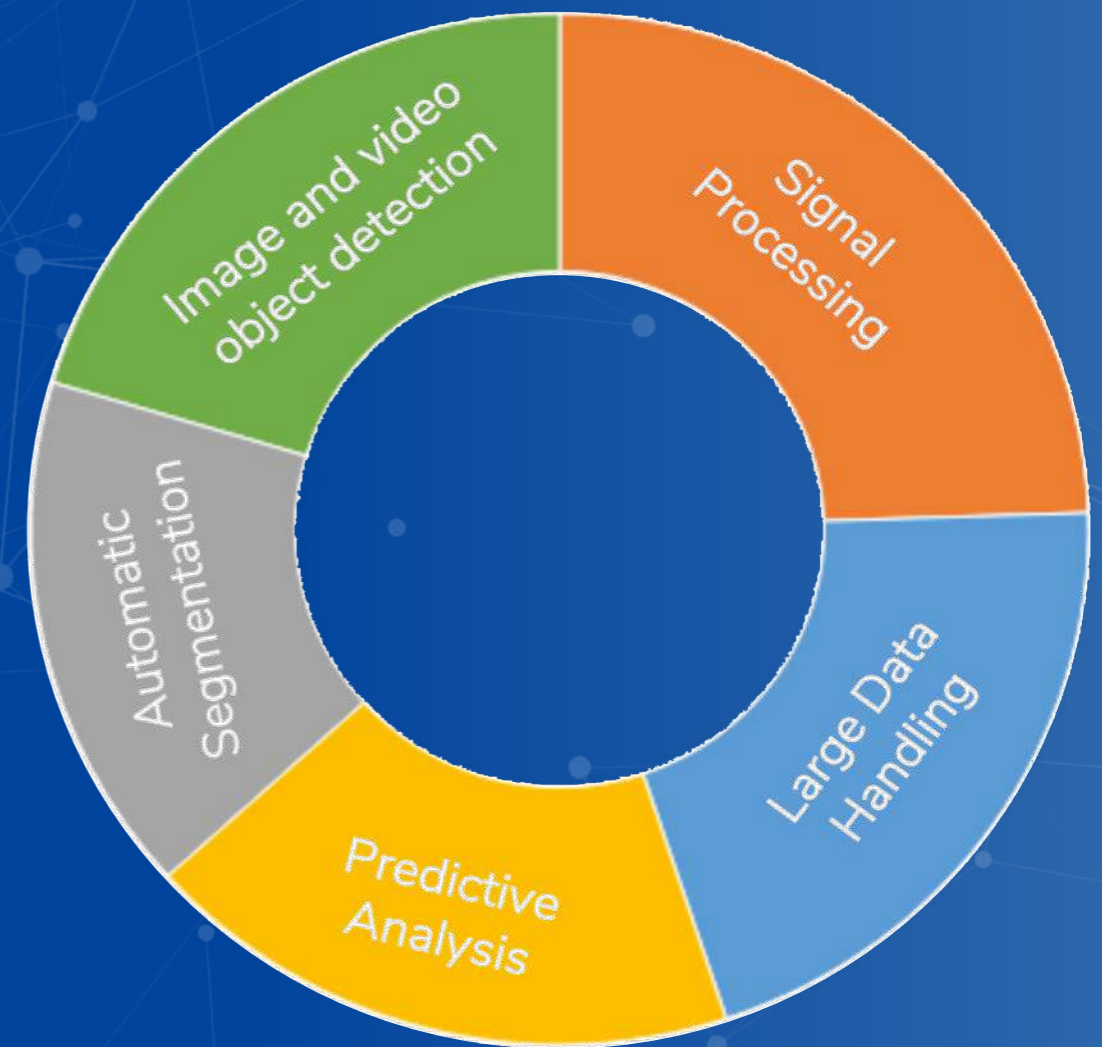 Image and video
object detection
Signal
Processing
Automatic
Segmentation
Large Data
Handling
Predictive
Analysis